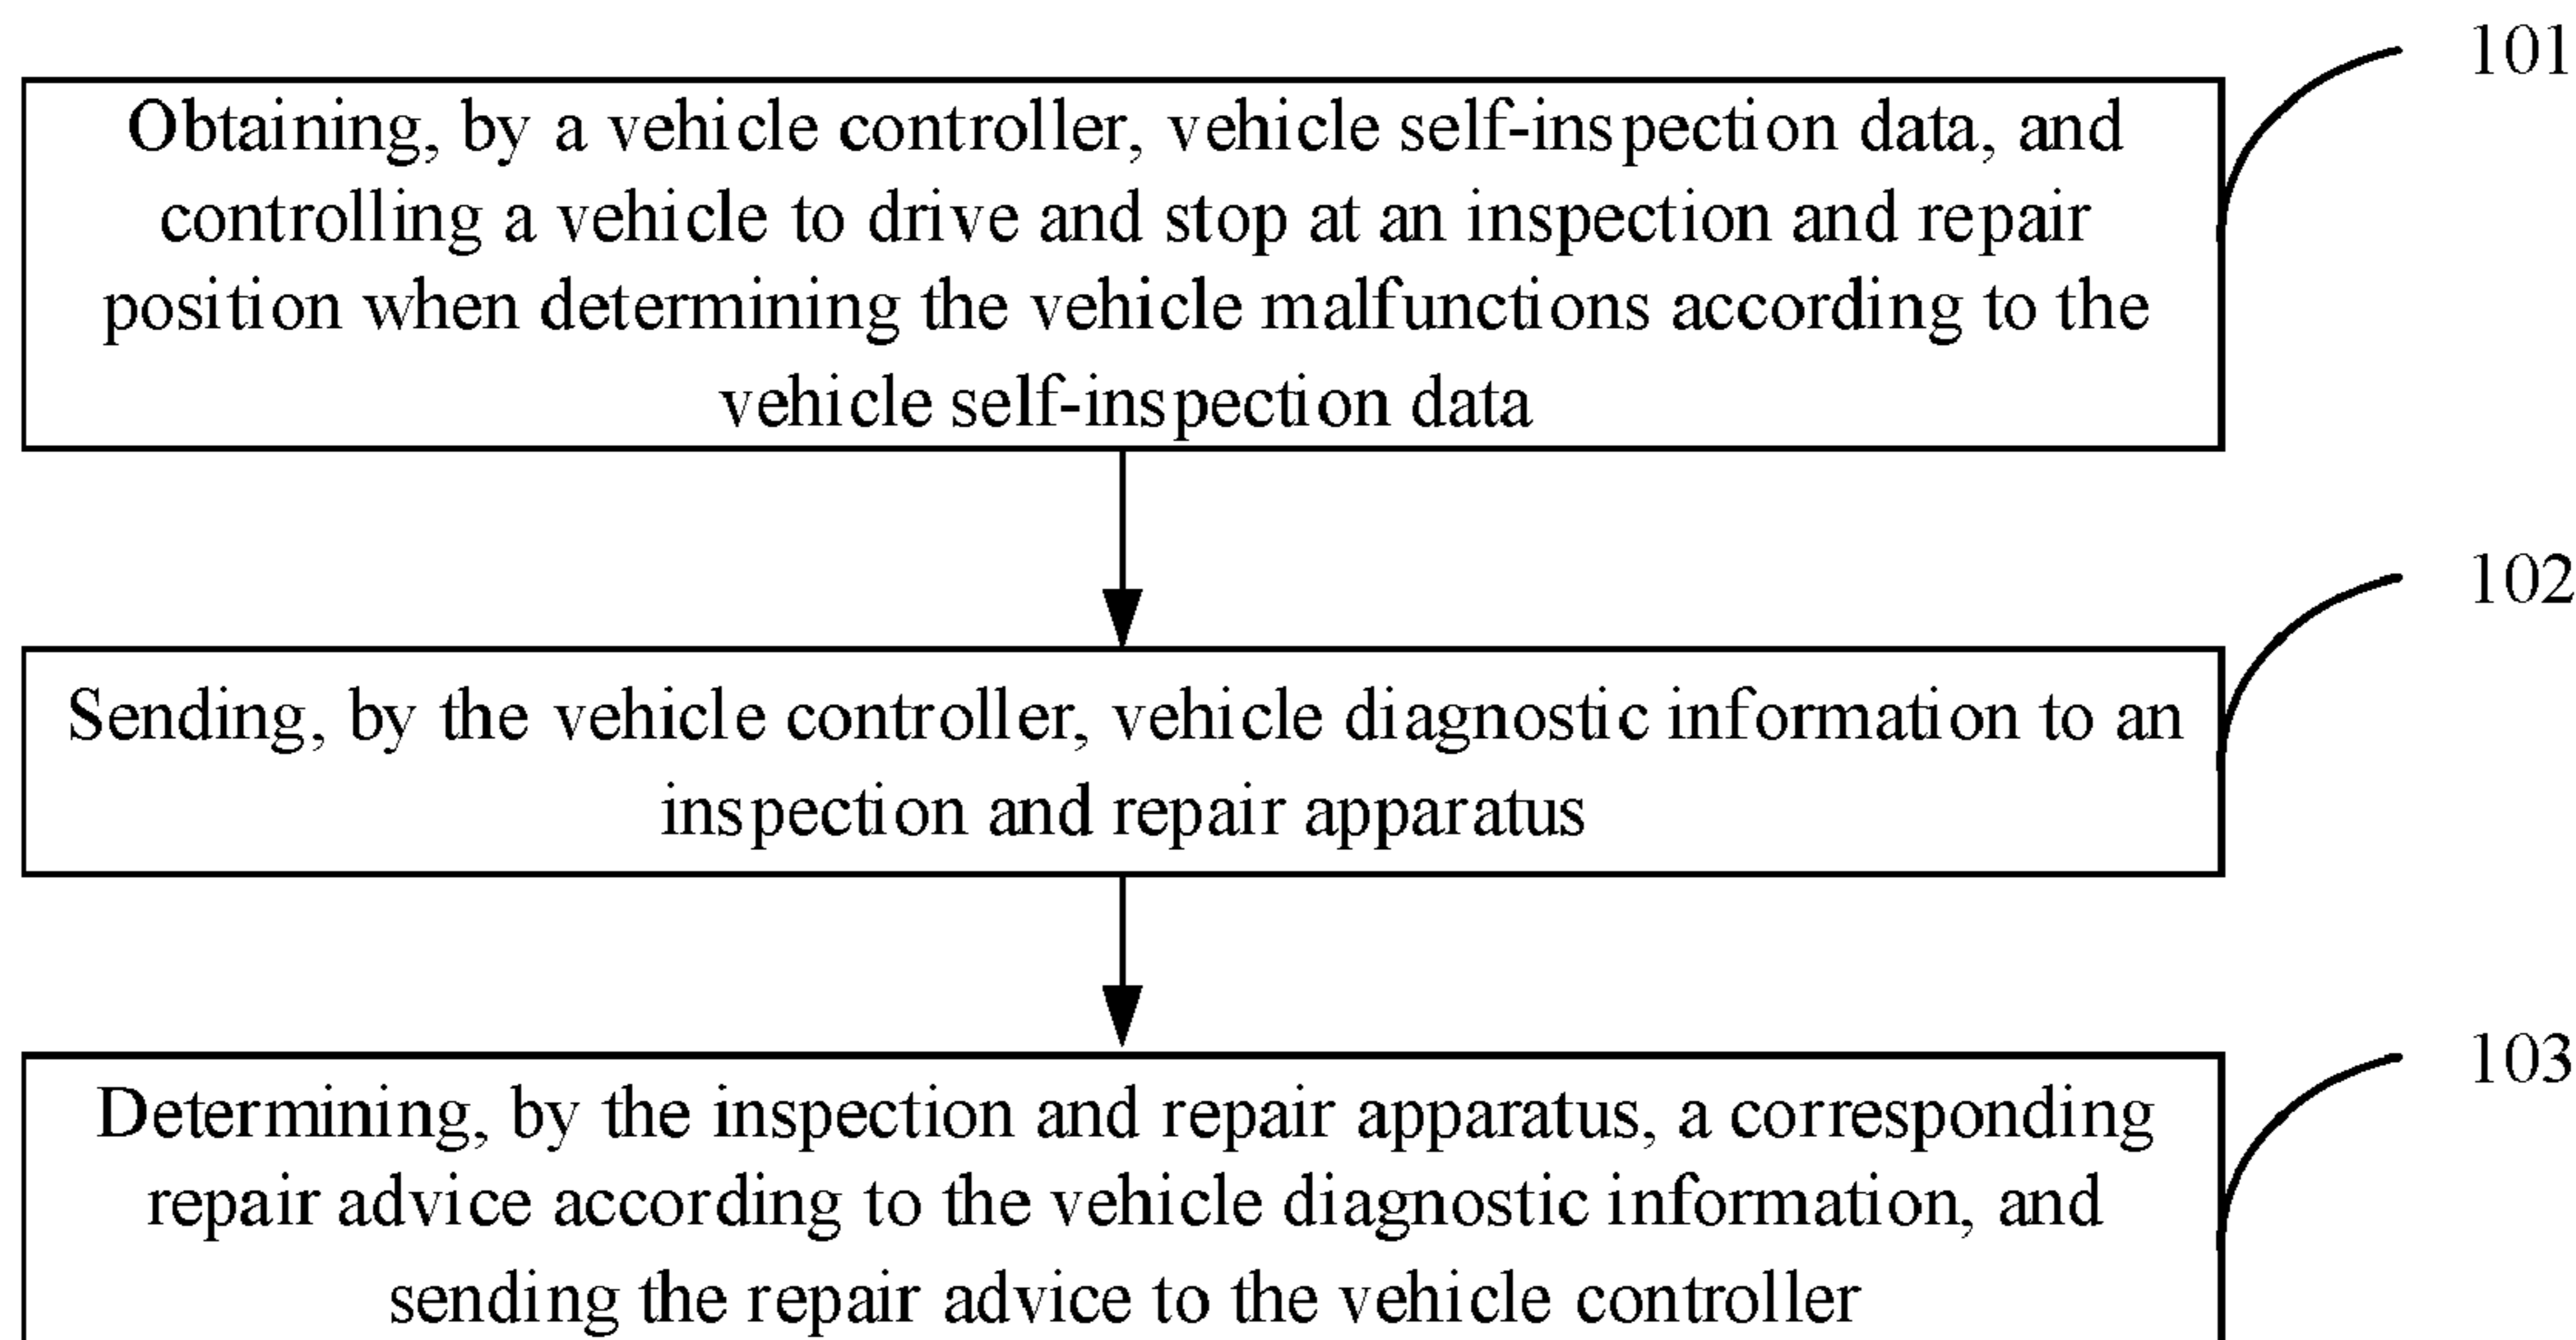 101
Obtaining, by a vehicle controller, vehicle self-inspection data, and
controlling a vehicle to drive and stop at an inspection and repair
position when determining the vehicle malfunctions according to the
vehicle self-inspection data
102
Sending, by the vehicle controller, vehicle diagnostic information to an
inspection and repair apparatus
103
Determining, by the inspection and repair apparatus, a corresponding
repair advice according to the vehicle diagnostic information, and
sending the repair advice to the vehicle controller